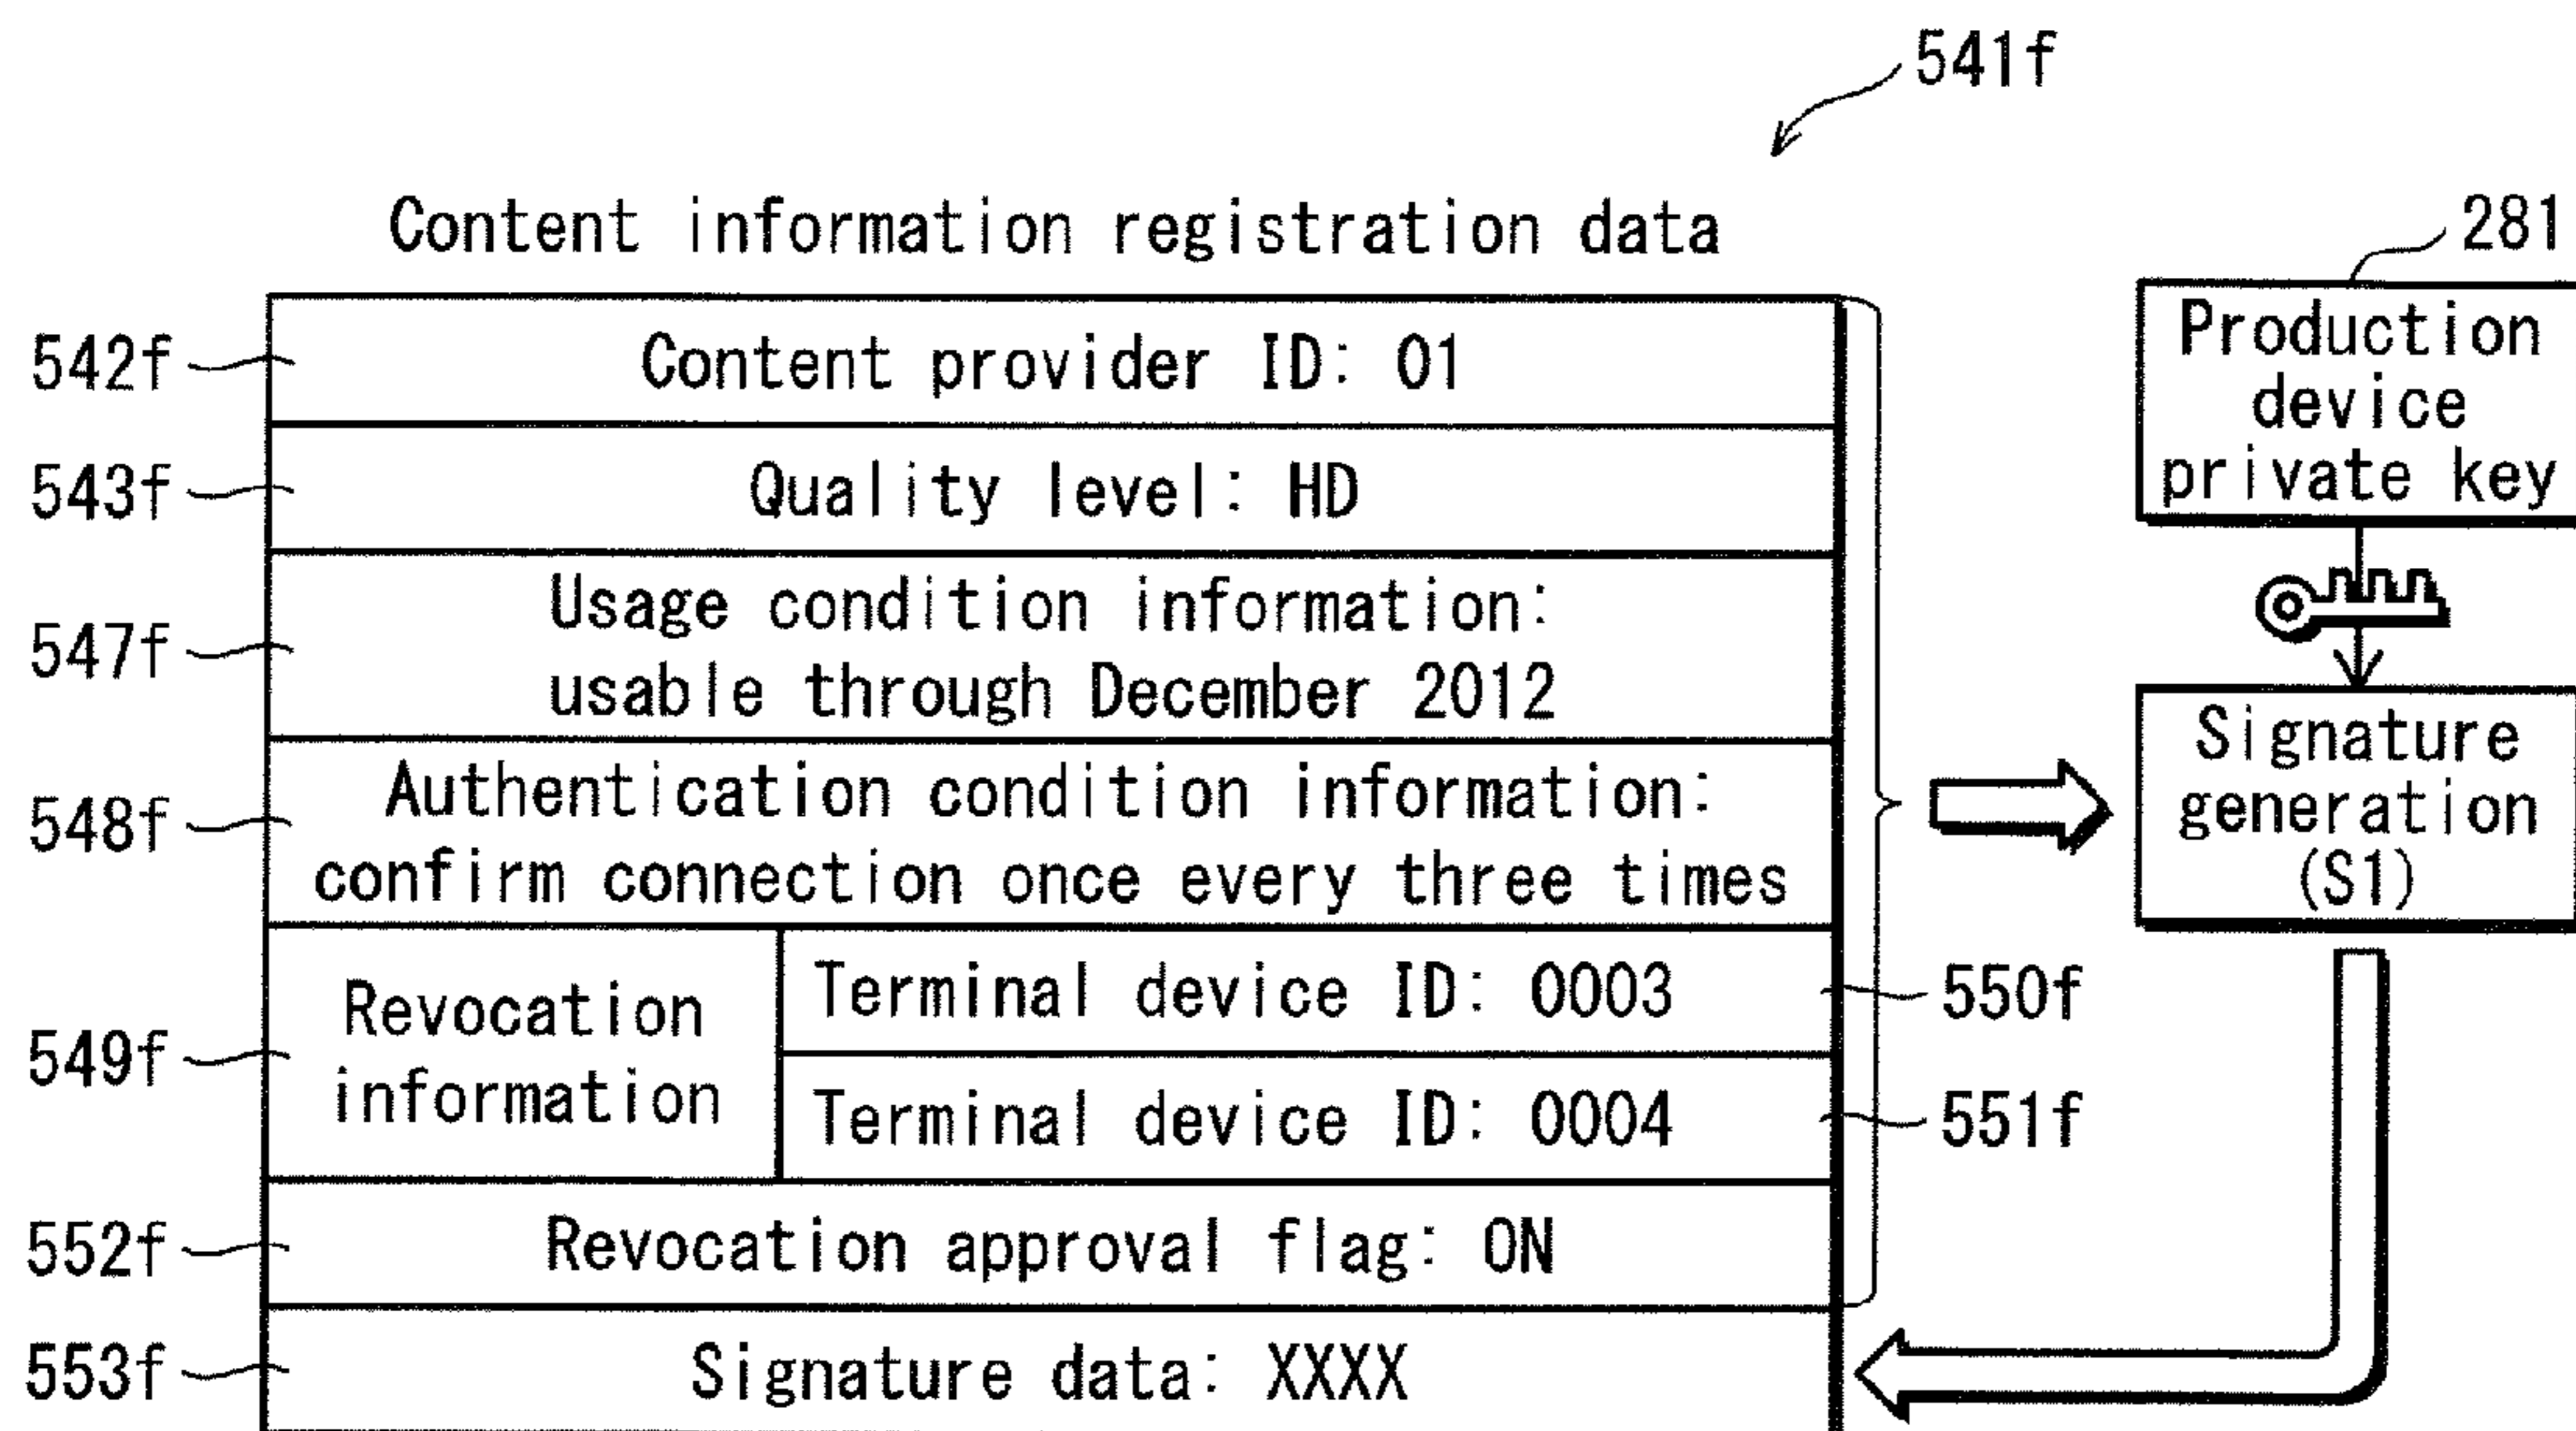 541f
Content information registration data
281
542f
Content provider ID: 01
Production
device
private key
543f
Quality level: HD
547f
Usage condition information:
usable through December 2012
548f
Authentication condition information:
confirm connection once every three times
Signature
generation
(S1)
549f
Revocation
information
Terminal device ID: 0003
550f
Terminal device ID: 0004
551f
552f
Revocation approval flag: ON
553f
Signature data: XXXX